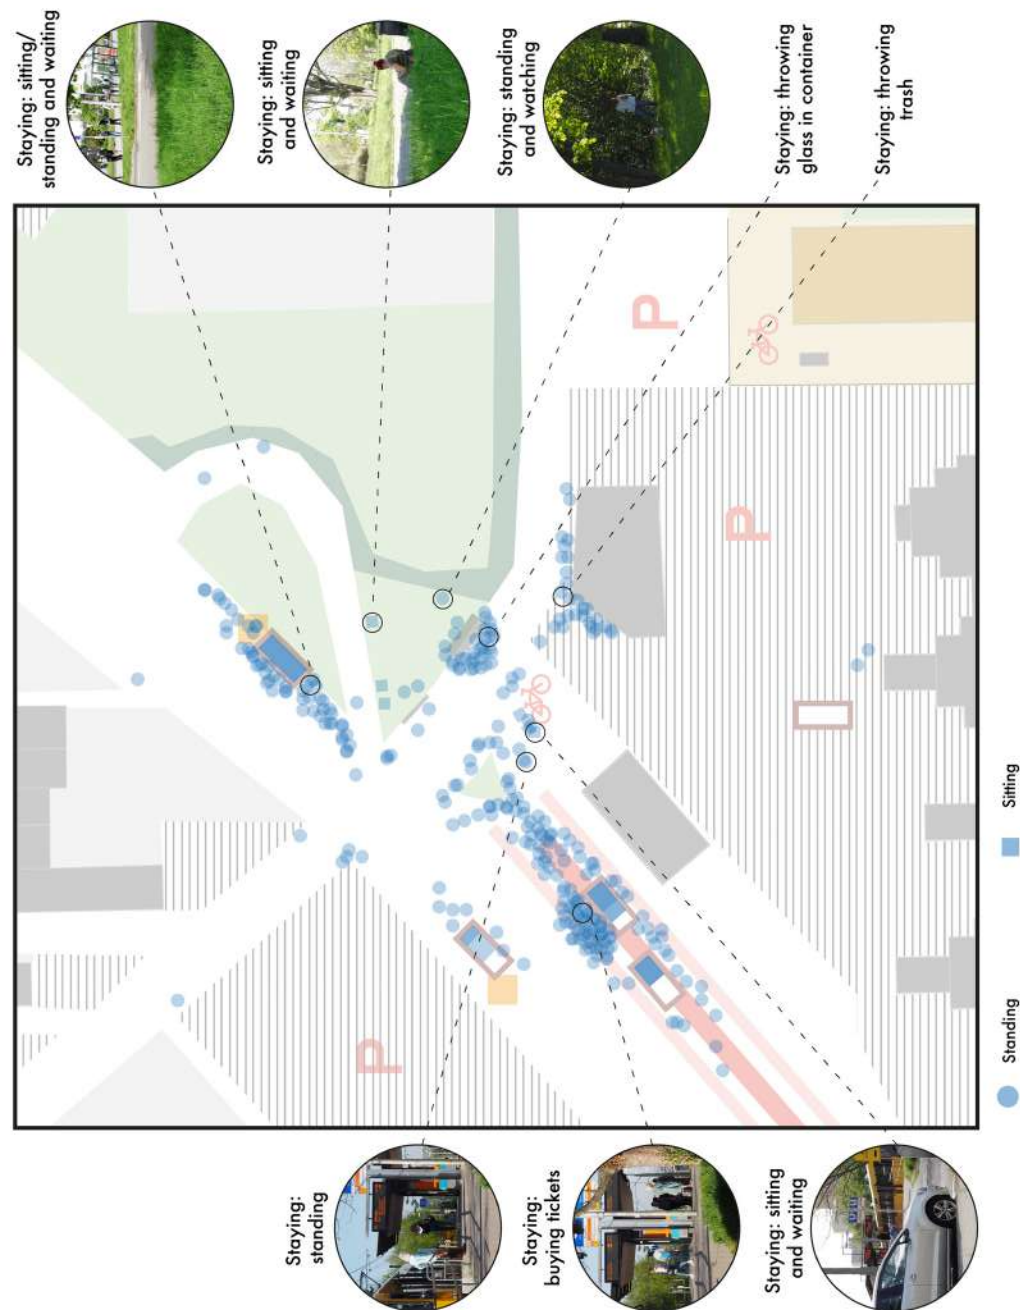 Staying: sitting/
standing and waiting
Staying: sitting
and waiting
Staying: standing
and watching
Staying: throwing
glass in container
Staying: throwing
trash
P
P
P
Staying:
standing
Staying:
buying tickets
Staying: sitting
and waiting
Standing
Sitting